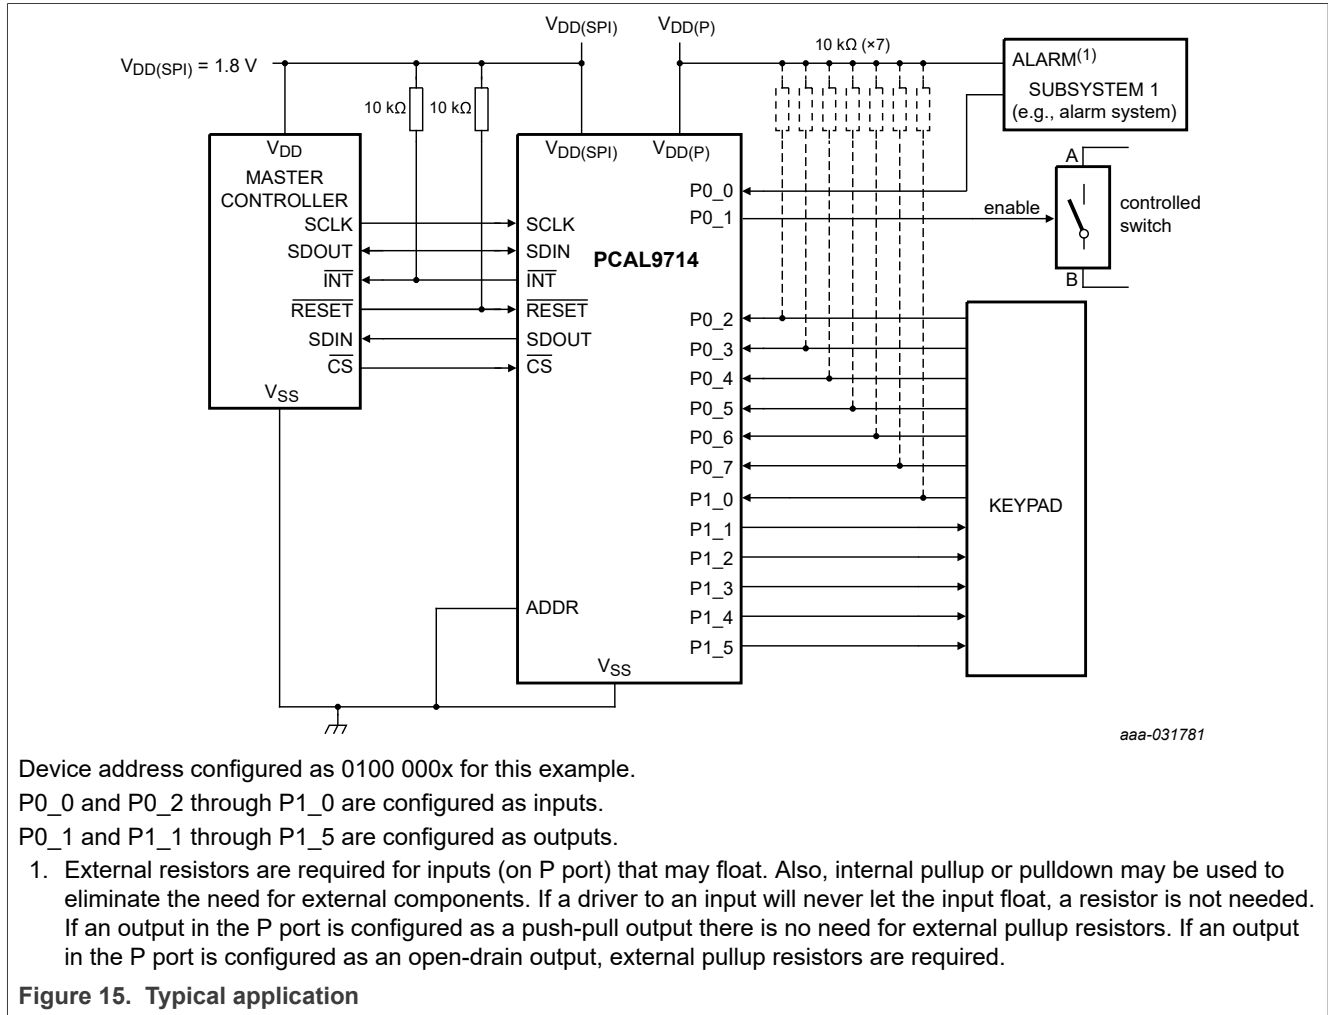 VDD(SPI) VDD(P)
VDD(SPI) = 1.8 V
10 kΩ (×7)
ALARM(1)
SUBSYSTEM 1
(e.g., alarm system)
10 kΩ 10 kΩ
VDD
MASTER
CONTROLLER
SCLK
SDOUT
INT
RESET
SDIN
CS
VSS
VDD(SPI) VDD(P)
SCLK
SDIN
INT
RESET
SDOUT
CS
PCAL9714
ADDR
VSS
P0_0
P0_1
P0_2
P0_3
P0_4
P0_5
P0_6
P0_7
P1_0
P1_1
P1_2
P1_3
P1_4
P1_5
enable
A
B
controlled
switch
KEYPAD
aaa-031781
Device address configured as 0100 000x for this example.
P0_0 and P0_2 through P1_0 are configured as inputs.
P0_1 and P1_1 through P1_5 are configured as outputs.
1. External resistors are required for inputs (on P port) that may float. Also, internal pullup or pulldown may be used to
eliminate the need for external components. If a driver to an input will never let the input float, a resistor is not needed.
If an output in the P port is configured as a push-pull output there is no need for external pullup resistors. If an output
in the P port is configured as an open-drain output, external pullup resistors are required.
Figure 15. Typical application